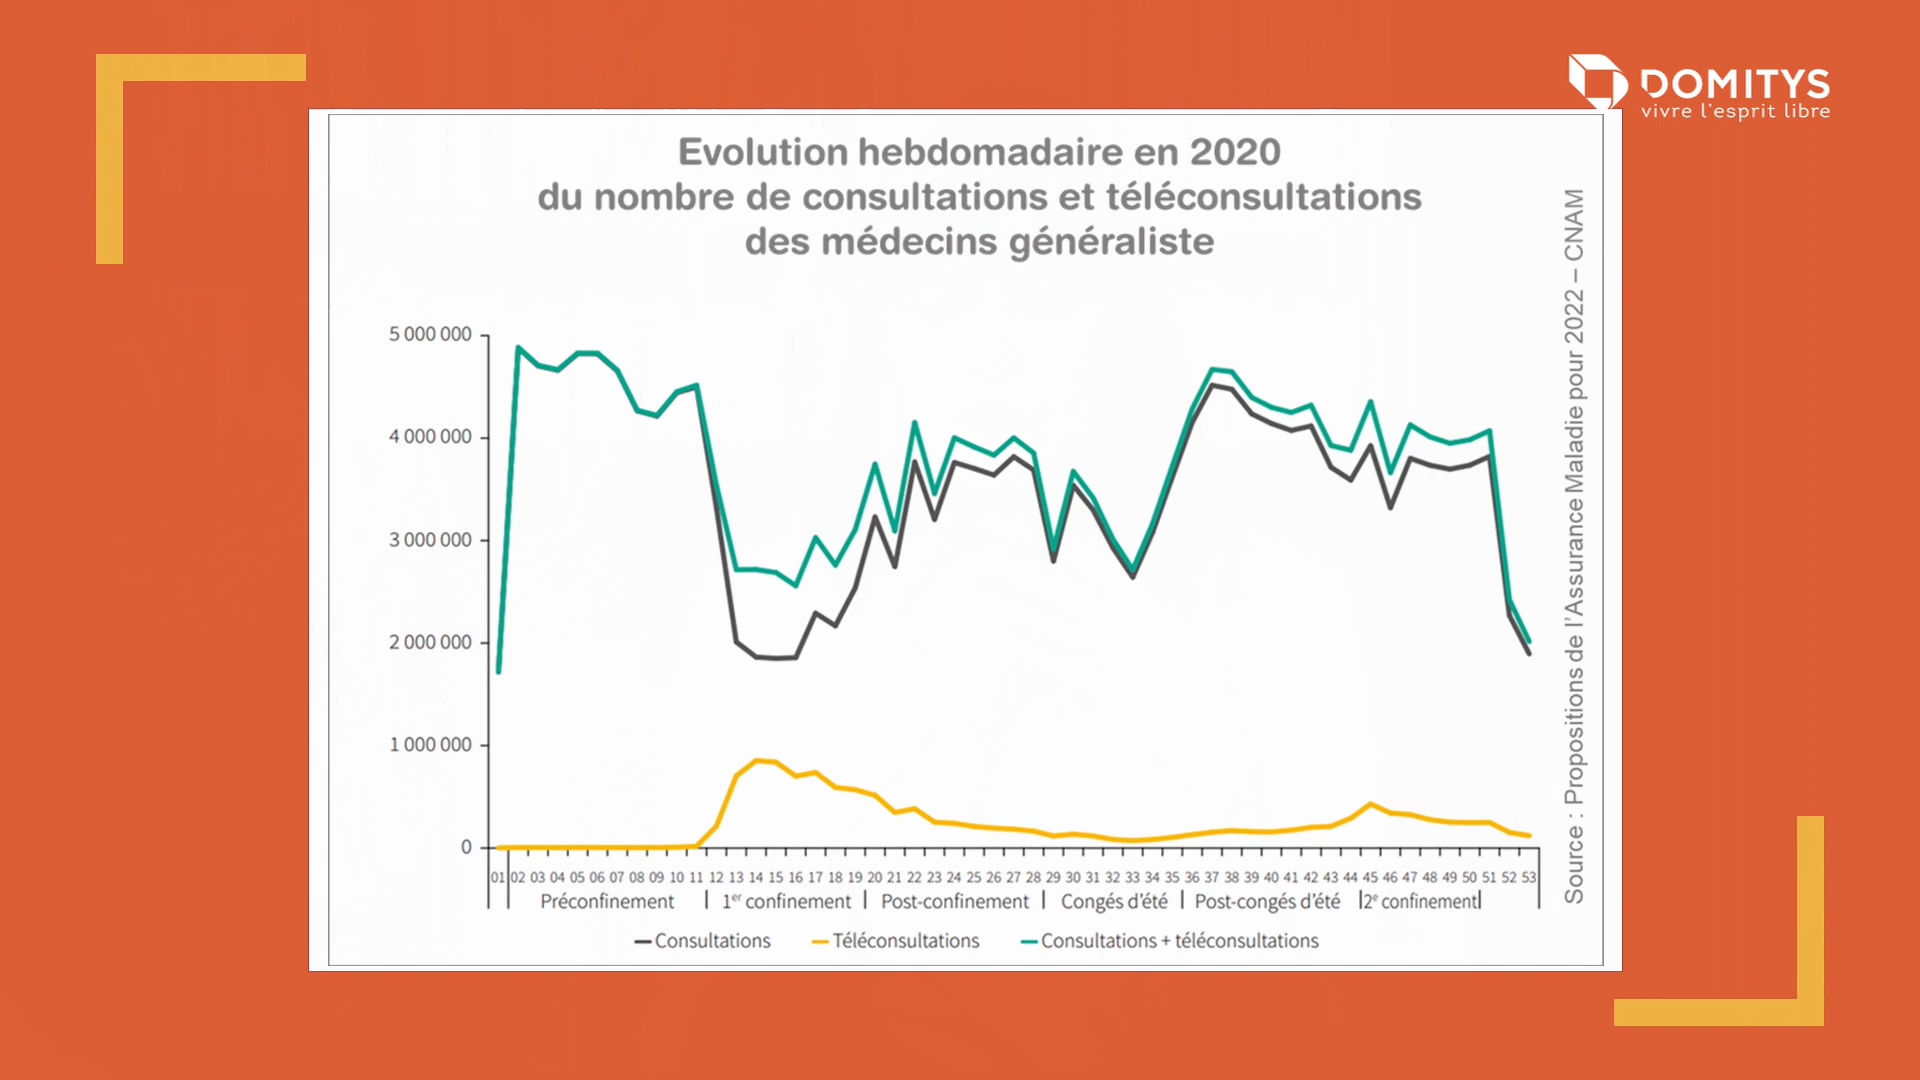 DOMITYS
vivre l'esprit libre
Evolution hebdomadaire en 2020
du nombre de consultations et téléconsultations
des médecins généraliste
Source : Propositions de l'Assurance Maladie pour 2022 – CNAM
5 000 000
4 000 000
3 000 000
2 000 000
1 000 000
0
01 02 03 04 05 06 07 08 09 10 11 12 13 14 15 16 17 18 19 20 21 22 23 24 25 26 27 28 29 30 31 32 33 34 35 36 37 38 39 40 41 42 43 44 45 46 47 48 49 50 51 52 53
Préconfinement 1er confinement Post-confinement Congés d'été Post-congés d'été 2e confinement
Consultations Téléconsultations Consultations + téléconsultations